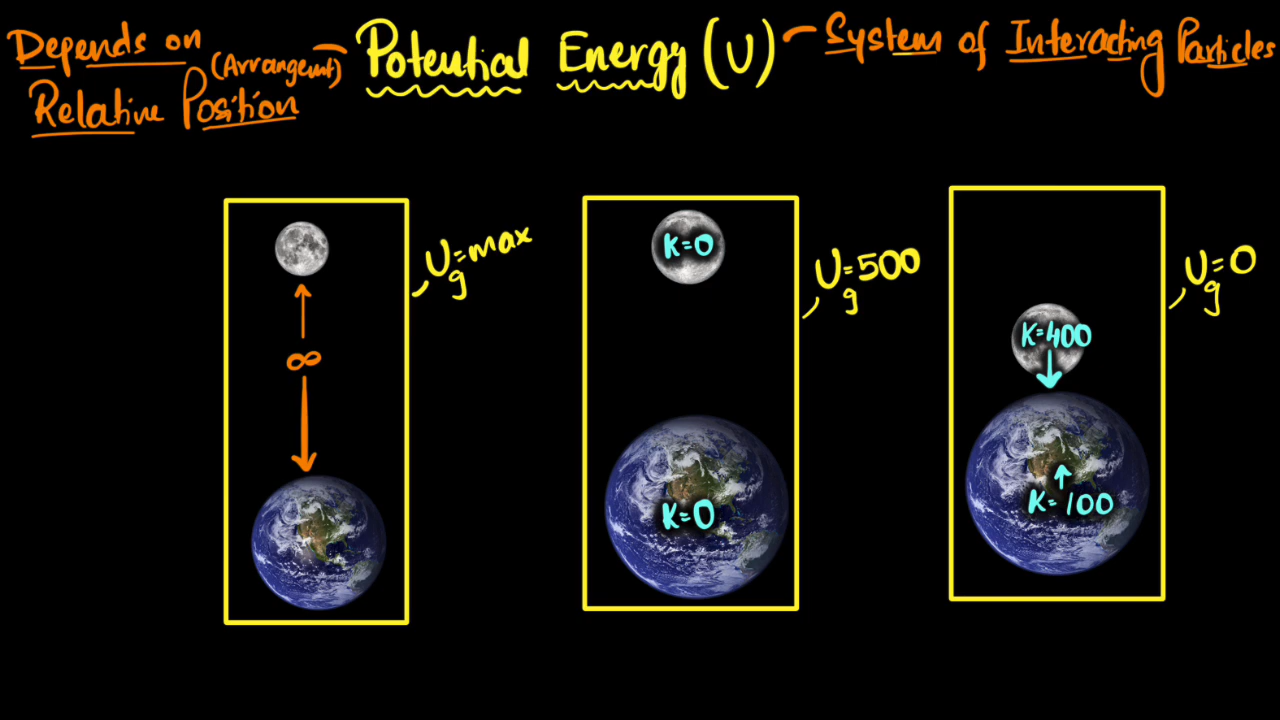 Depends on
(Arrangemt)
Relative Position
Potential Energy (U)
System of Interacting Particles
∞
Ug=max
K=0
K=0
Ug=500
K=400
K=100
Ug=0